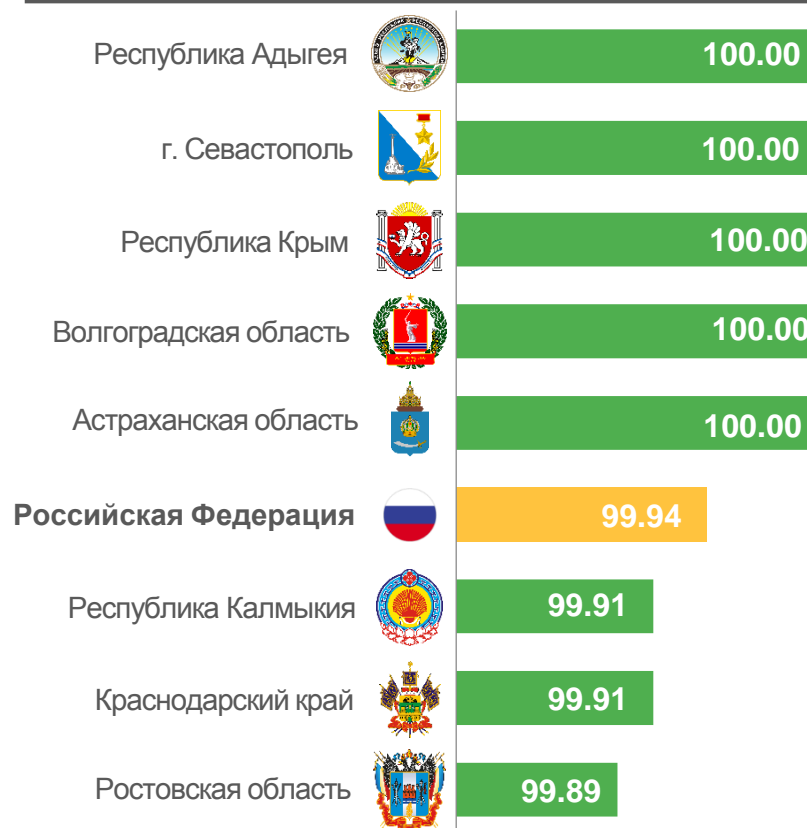 Республика Адыгея 100.00
г. Севастополь 100.00
Республика Крым 100.00
Волгоградская область 100.00
Астраханская область 100.00
Российская Федерация 99.94
Республика Калмыкия 99.91
Краснодарский край 99.91
Ростовская область 99.89